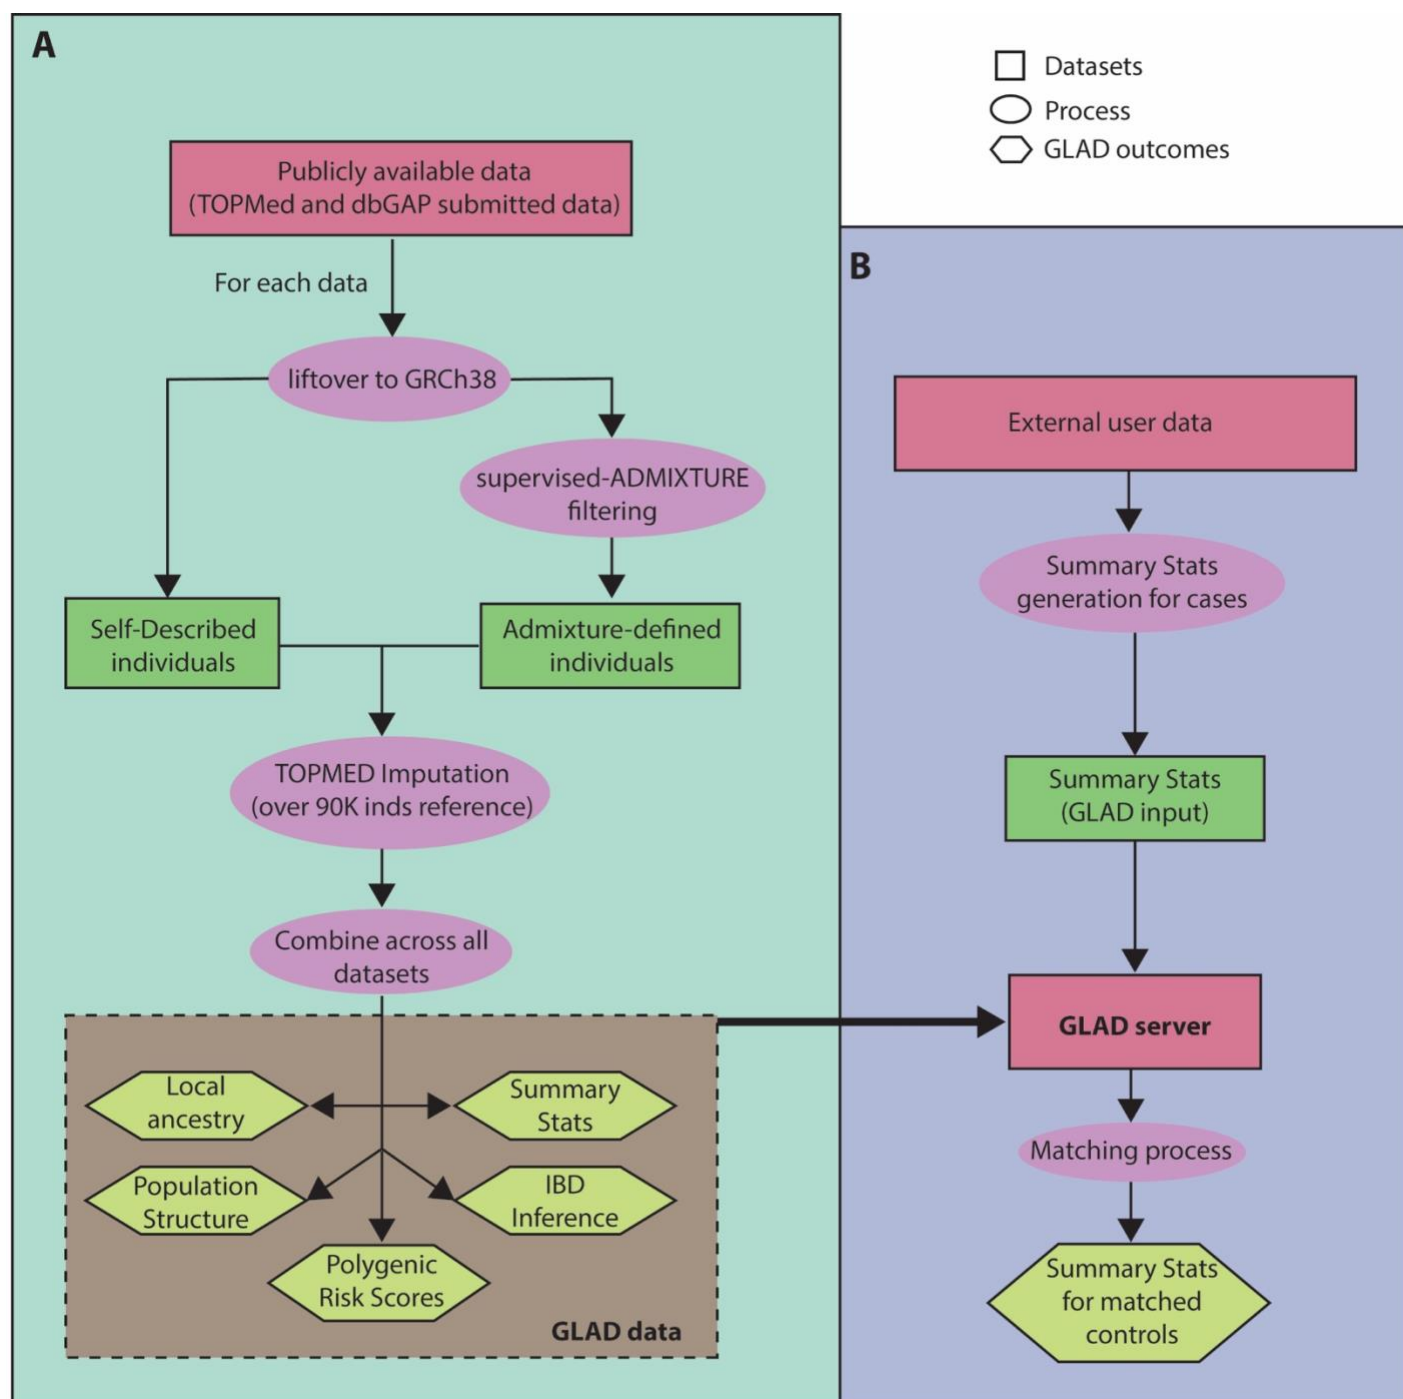 A
Datasets
Process
GLAD outcomes
Publicly available data
(TOPMed and dbGAP submitted data)
For each data
liftover to GRCh38
supervised-ADMIXTURE
filtering
Self-Described
individuals
Admixture-defined
individuals
TOPMED Imputation
(over 90K inds reference)
Combine across all
datasets
Local
ancestry
Summary
Stats
Population
Structure
IBD
Inference
Polygenic
Risk Scores
GLAD data
B
External user data
Summary Stats
generation for cases
Summary Stats
(GLAD input)
GLAD server
Matching process
Summary Stats
for matched
controls